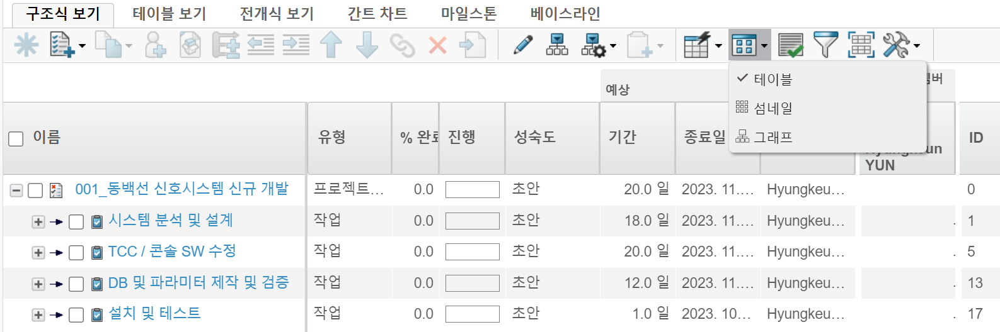 구조식 보기 테이블 보기 전개식 보기 간트 차트 마일스톤 베이스라인
테이블
섬네일
그래프
예상
이름 유형 % 완료 진행 성숙도 기간 종료일 ID
YUN
001_동백선 신호시스템 신규 개발 프로젝트... 0.0 초안 20.0 일 2023. 11.... Hyungkeu... 0
시스템 분석 및 설계 작업 0.0 초안 18.0 일 2023. 11.... Hyungkeu... . 1
TCC / 콘솔 SW 수정 작업 0.0 초안 20.0 일 2023. 11.... Hyungkeu... . 5
DB 및 파라미터 제작 및 검증 작업 0.0 초안 12.0 일 2023. 11.... Hyungkeu... . 13
설치 및 테스트 작업 0.0 초안 1.0 일 2023. 10... Hyungkeu... . 17